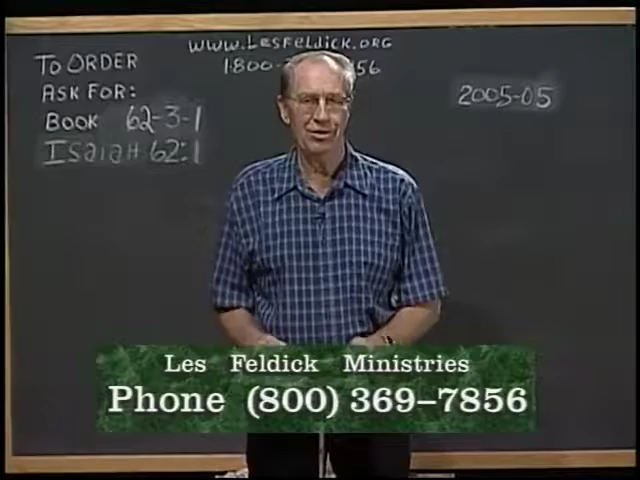 www.LesFeldick.org
1-800- 56
To ORDER
ASK FOR:
BOOK 62-3-1
Isaiah 62:1
2005-05
Les Feldick Ministries
Phone (800) 369–7856